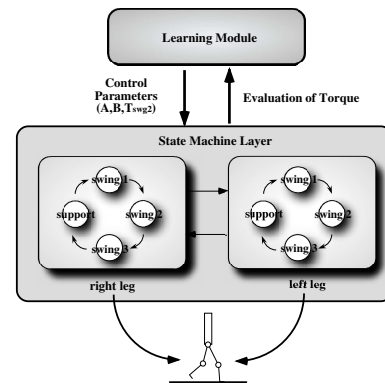 Learning Module
Control
Parameters
(A,B,Tswg2)
Evaluation of Torque
State Machine Layer
swing 1
support
swing 2
swing 3
swing 1
support
swing 2
swing 3
right leg
left leg